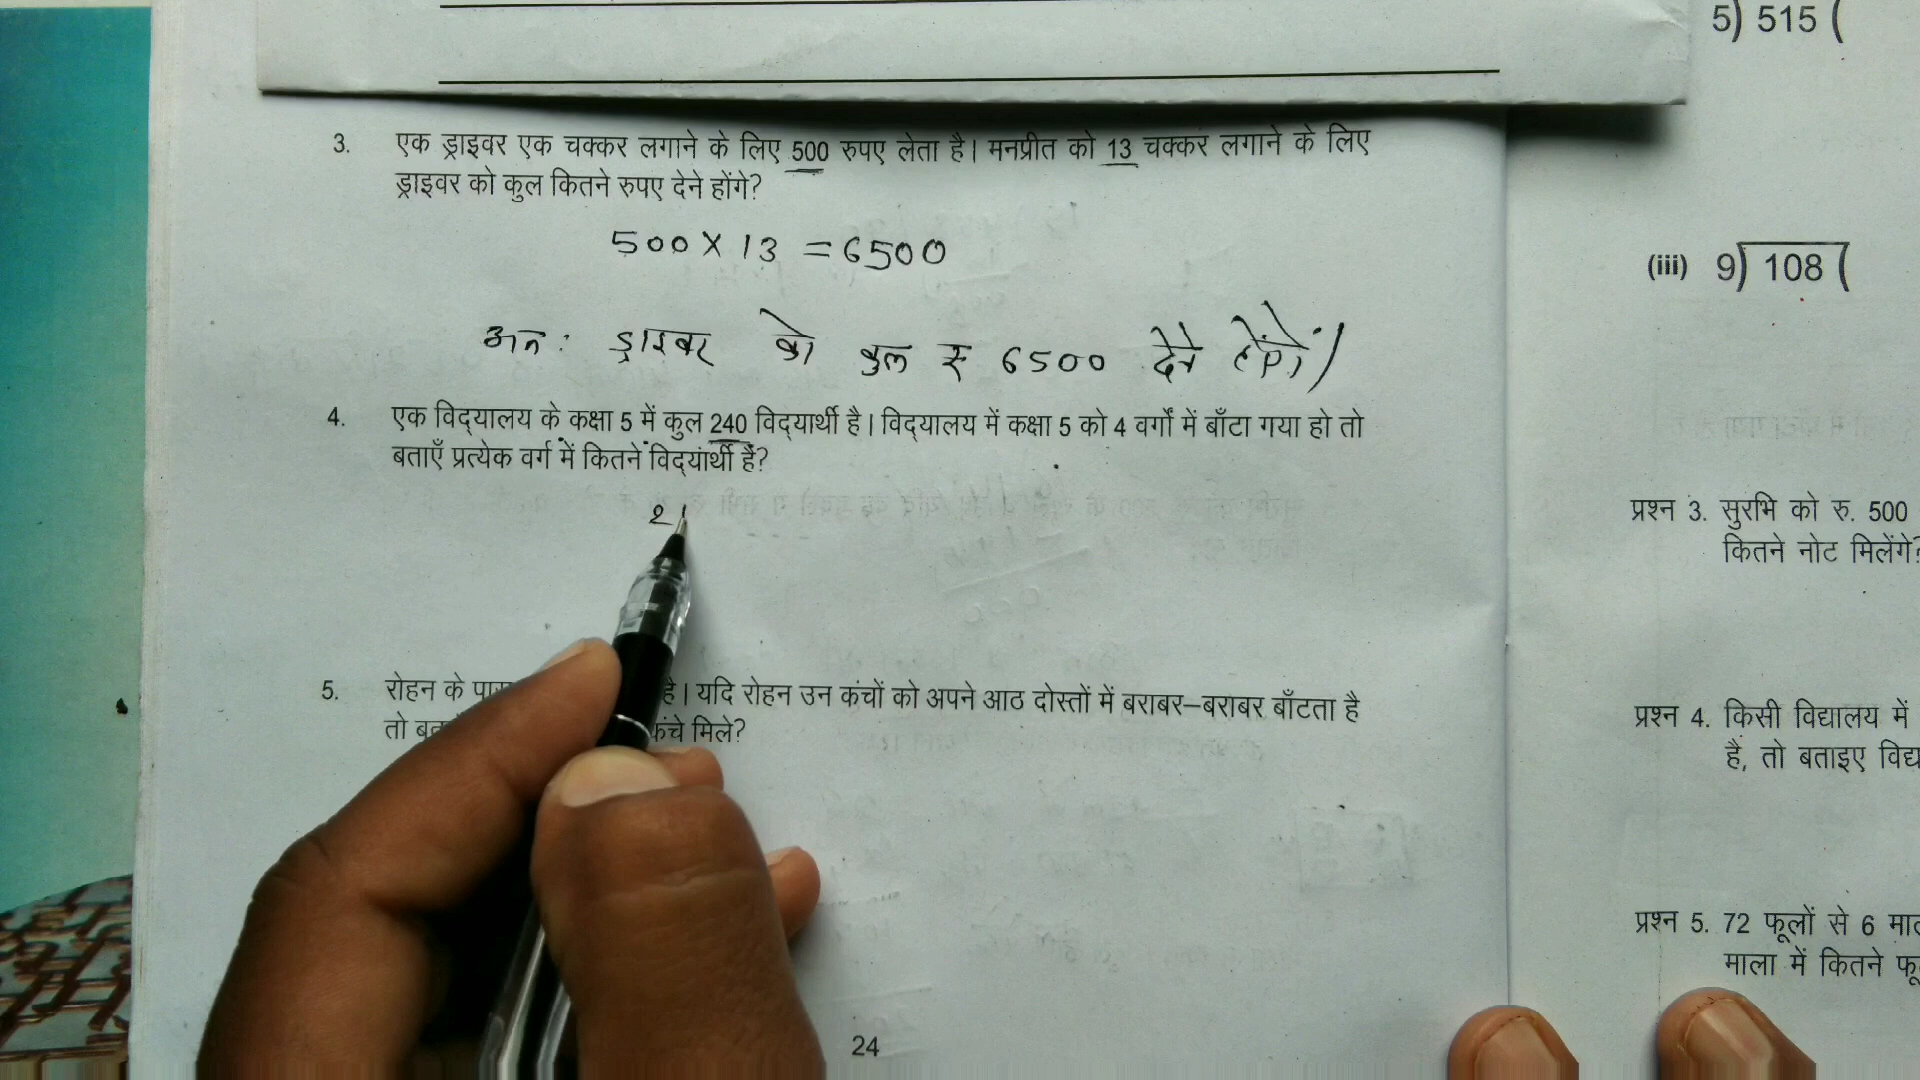 3. एक ड्राइवर एक चक्कर लगाने के लिए 500 रुपए लेता है। मनप्रीत को 13 चक्कर लगाने के लिए
ड्राइवर को कुल कितने रुपए देने होंगे?
500 × 13 = 6500
अतः ड्राइवर को कुल रु 6500 देने होंगे।
4. एक विद्यालय के कक्षा 5 में कुल 240 विद्यार्थी है। विद्यालय में कक्षा 5 को 4 वर्गों में बाँटा गया हो तो
बताएँ प्रत्येक वर्ग में कितने विद्यार्थी हैं?
2
5. रोहन के पास है। यदि रोहन उन कंचों को अपने आठ दोस्तों में बराबर–बराबर बाँटता है
तो कंचे मिले?
24
5) 515 (
(iii) 9) 108 (
प्रश्न 3. सुरभि को रु. 500
कितने नोट मिलेंगे?
प्रश्न 4. किसी विद्यालय में
है, तो बताइए
प्रश्न 5. 72 फूलों से 6
माला में कितने